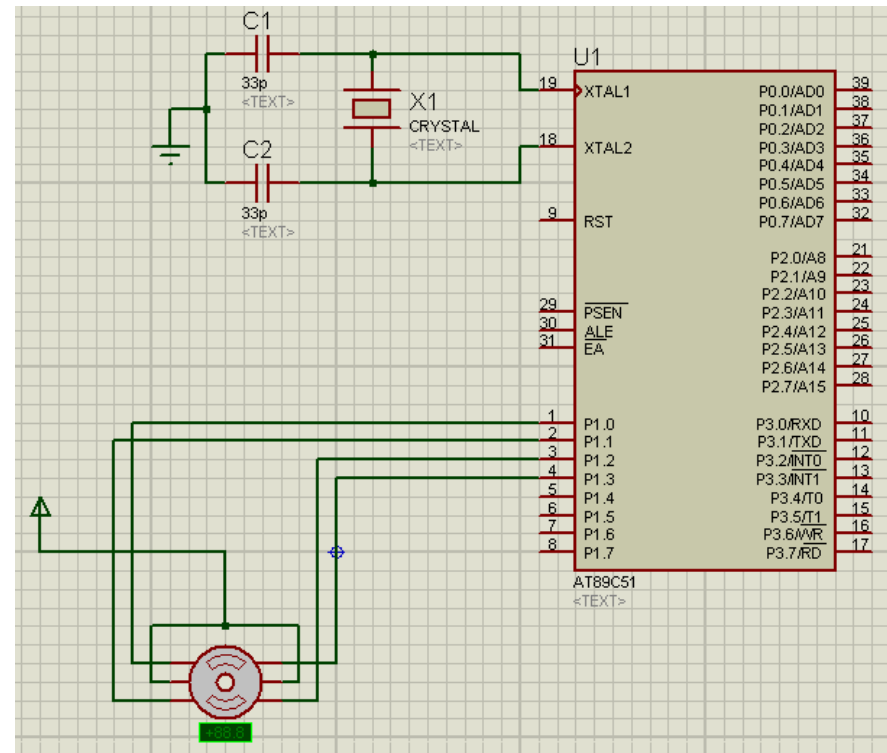 C1
33p
<TEXT>
X1
CRYSTAL
<TEXT>
C2
33p
<TEXT>
U1
19 XTAL1
18 XTAL2
9 RST
29 PSEN
30 ALE
31 EA
1 P1.0
2 P1.1
3 P1.2
4 P1.3
5 P1.4
6 P1.5
7 P1.6
8 P1.7
P0.0/AD0 39
P0.1/AD1 38
P0.2/AD2 37
P0.3/AD3 36
P0.4/AD4 35
P0.5/AD5 34
P0.6/AD6 33
P0.7/AD7 32
P2.0/A8 21
P2.1/A9 22
P2.2/A10 23
P2.3/A11 24
P2.4/A12 25
P2.5/A13 26
P2.6/A14 27
P2.7/A15 28
P3.0/RXD 10
P3.1/TXD 11
P3.2/INT0 12
P3.3/INT1 13
P3.4/T0 14
P3.5/T1 15
P3.6/WR 16
P3.7/RD 17
AT89C51
<TEXT>
+88.8